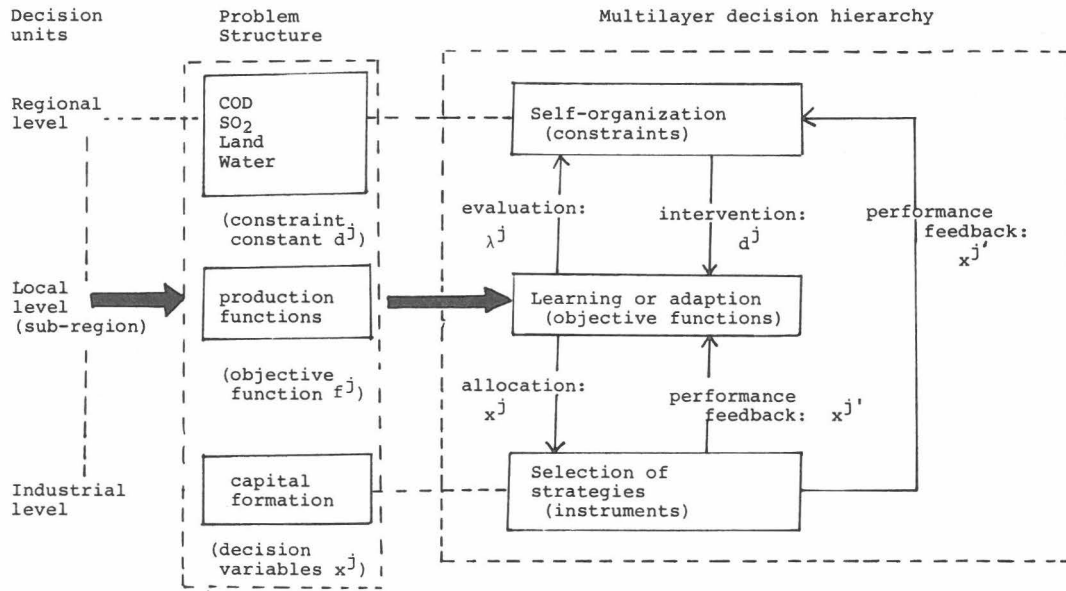 Decision
units
Problem
Structure
Multilayer decision hierarchy
Regional
level
COD
SO2
Land
Water
(constraint
constant d^j)
Self-organization
(constraints)
evaluation:
λ^j
intervention:
d^j
performance
feedback:
x^j'
Local
level
(sub-region)
production
functions
(objective
function f^j)
Learning or adaption
(objective functions)
allocation:
x^j
performance
feedback: x^j'
Industrial
level
capital
formation
(decision
variables x^j)
Selection of
strategies
(instruments)